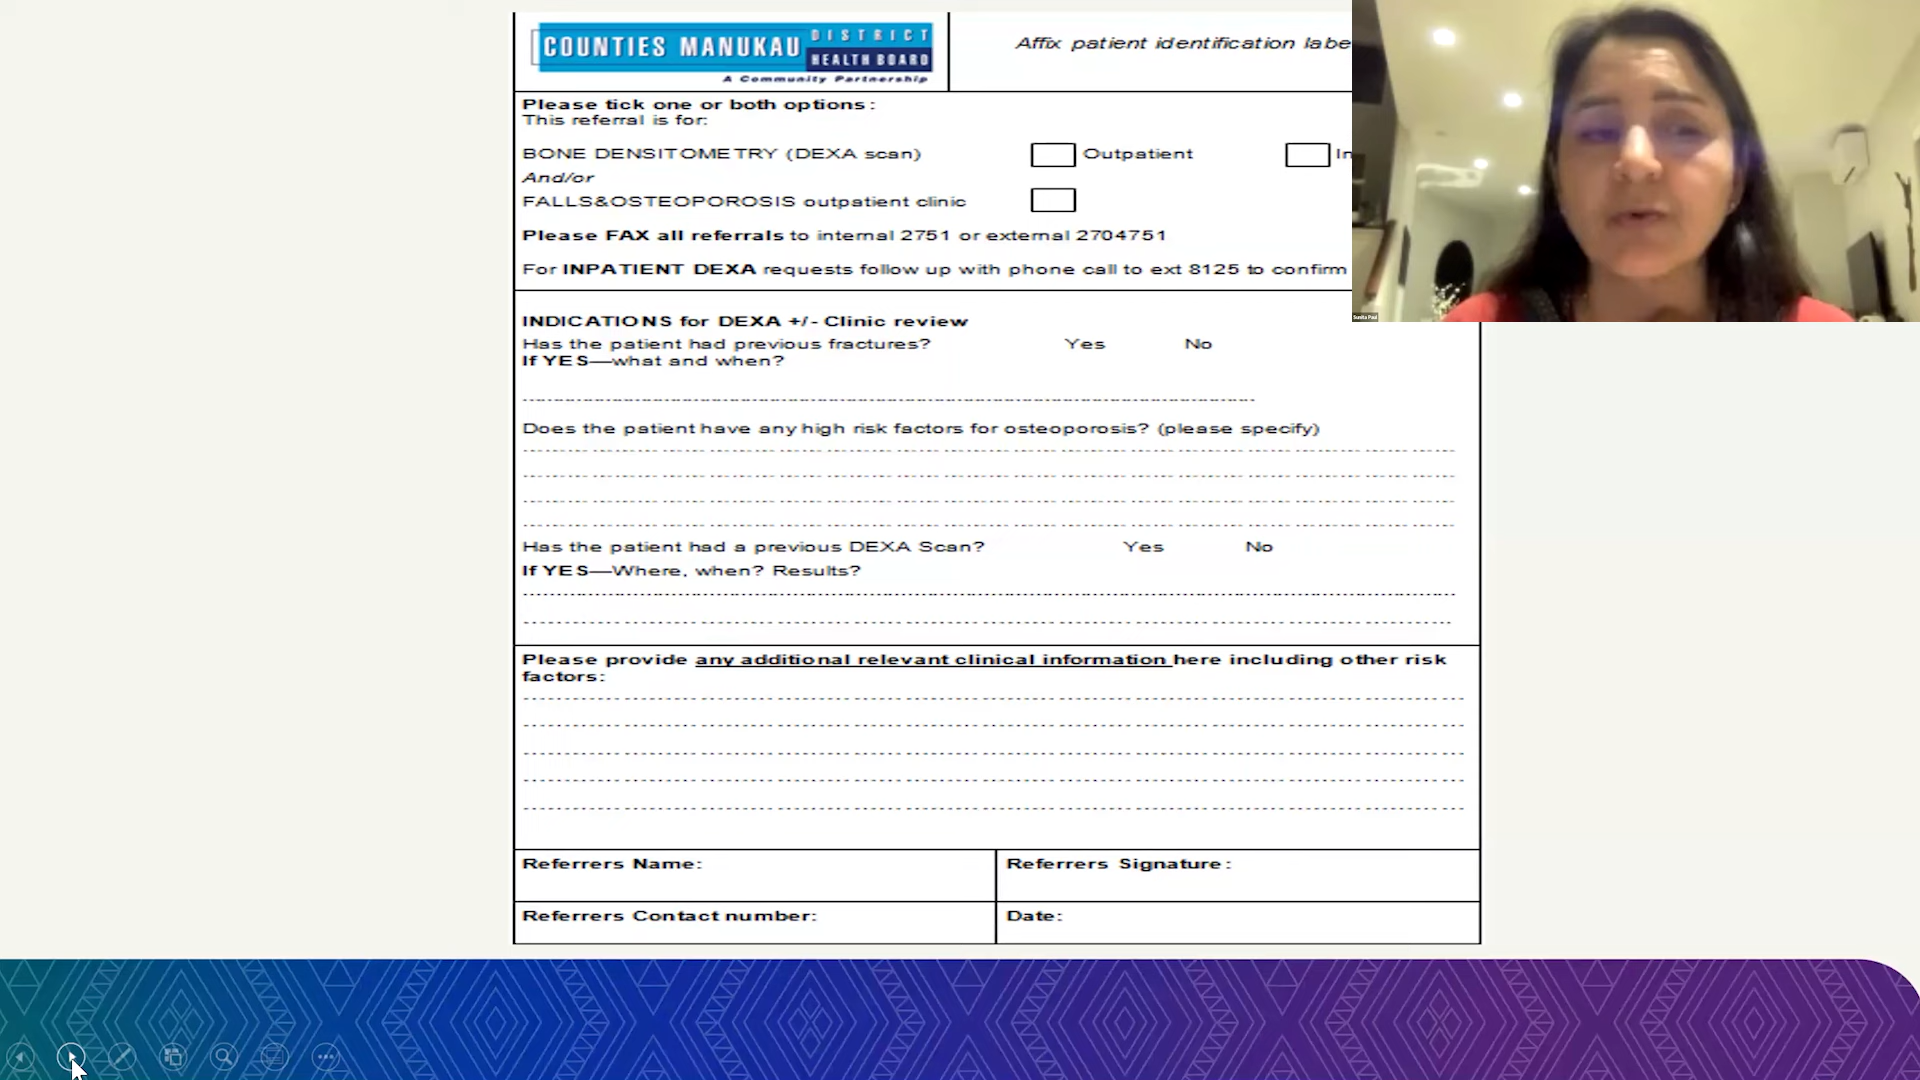 COUNTIES MANUKAU DISTRICT HEALTH BOARD
A Community Partnership
Affix patient identification labe
Please tick one or both options:
This referral is for:
BONE DENSITOMETRY (DEXA scan) Outpatient In
And/or
FALLS&OSTEOPOROSIS outpatient clinic
Please FAX all referrals to internal 2751 or external 2704751
For INPATIENT DEXA requests follow up with phone call to ext 8125 to confirm
INDICATIONS for DEXA +/- Clinic review
Has the patient had previous fractures? Yes No
If YES—what and when?
Does the patient have any high risk factors for osteoporosis? (please specify)
Has the patient had a previous DEXA Scan? Yes No
If YES—Where, when? Results?
Please provide any additional relevant clinical information here including other risk
factors:
Referrers Name: Referrers Signature:
Referrers Contact number: Date:
Sunita Paul